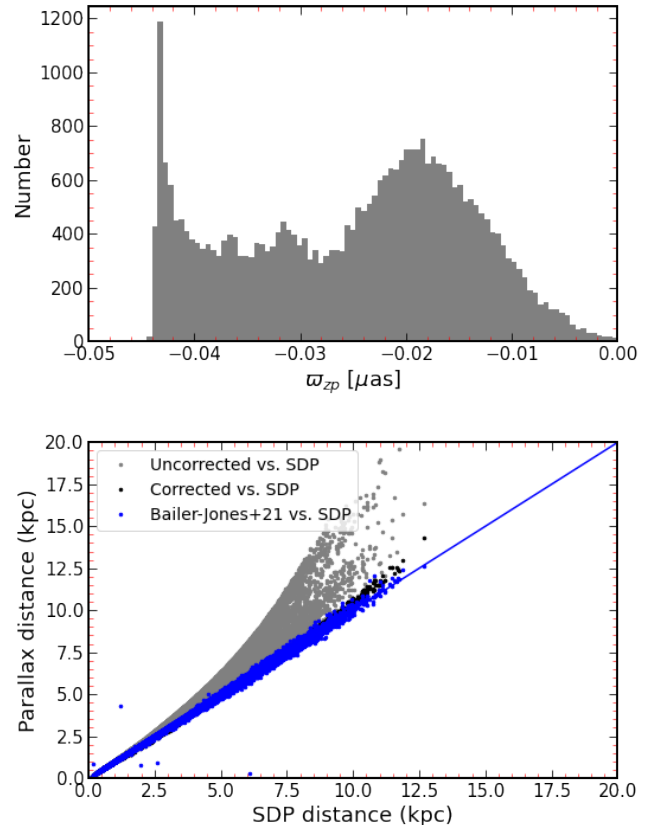 1200
1000
800
600
400
200
0
Number
−0.05 −0.04 −0.03 −0.02 −0.01 0.00
ϖzp [μas]
20.0
17.5
15.0
12.5
10.0
7.5
5.0
2.5
0.0
Parallax distance (kpc)
Uncorrected vs. SDP
Corrected vs. SDP
Bailer-Jones+21 vs. SDP
0.0 2.5 5.0 7.5 10.0 12.5 15.0 17.5 20.0
SDP distance (kpc)